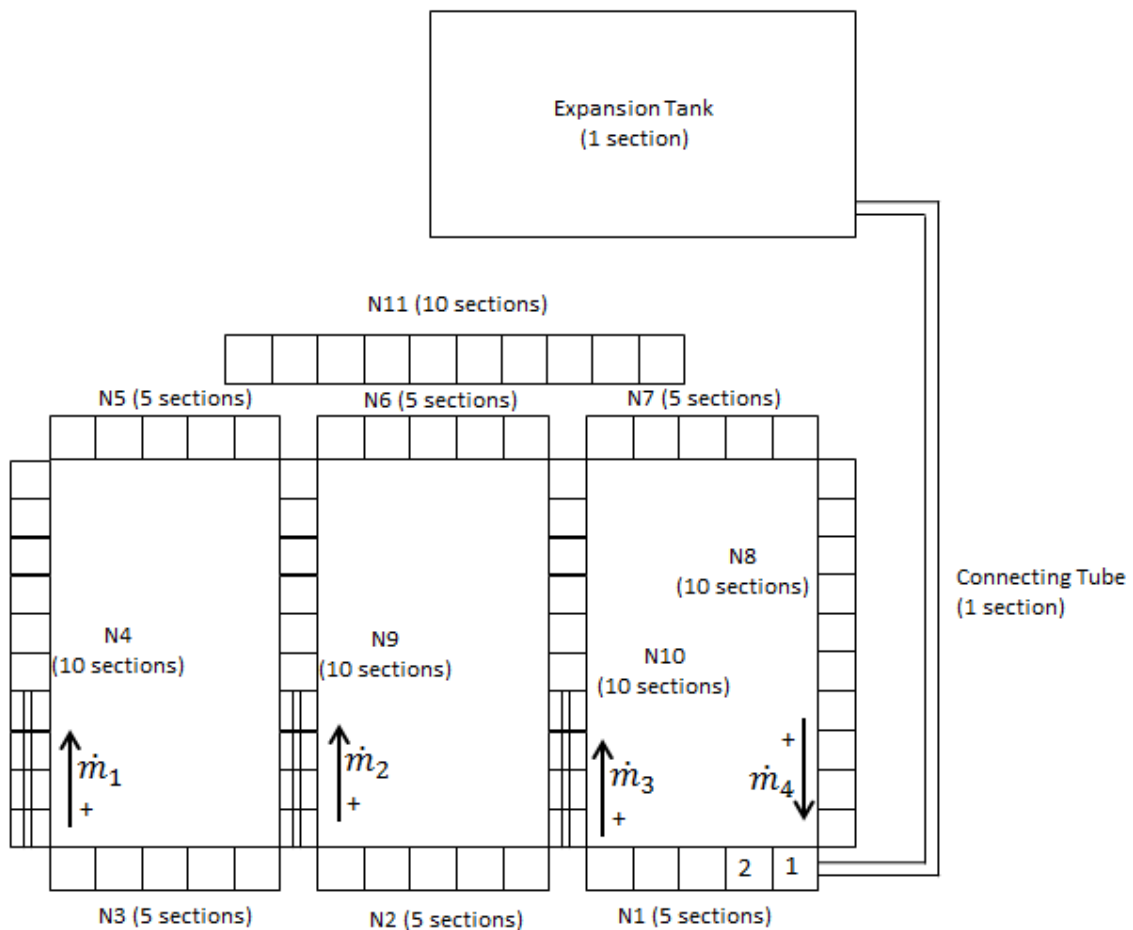 Expansion Tank
(1 section)
N11 (10 sections)
N5 (5 sections)
N6 (5 sections)
N7 (5 sections)
N8
(10 sections)
Connecting Tube
(1 section)
N4
(10 sections)
N9
(10 sections)
N10
(10 sections)
ṁ₁
+
ṁ₂
+
ṁ₃
+
+
ṁ₄
2
1
N3 (5 sections)
N2 (5 sections)
N1 (5 sections)